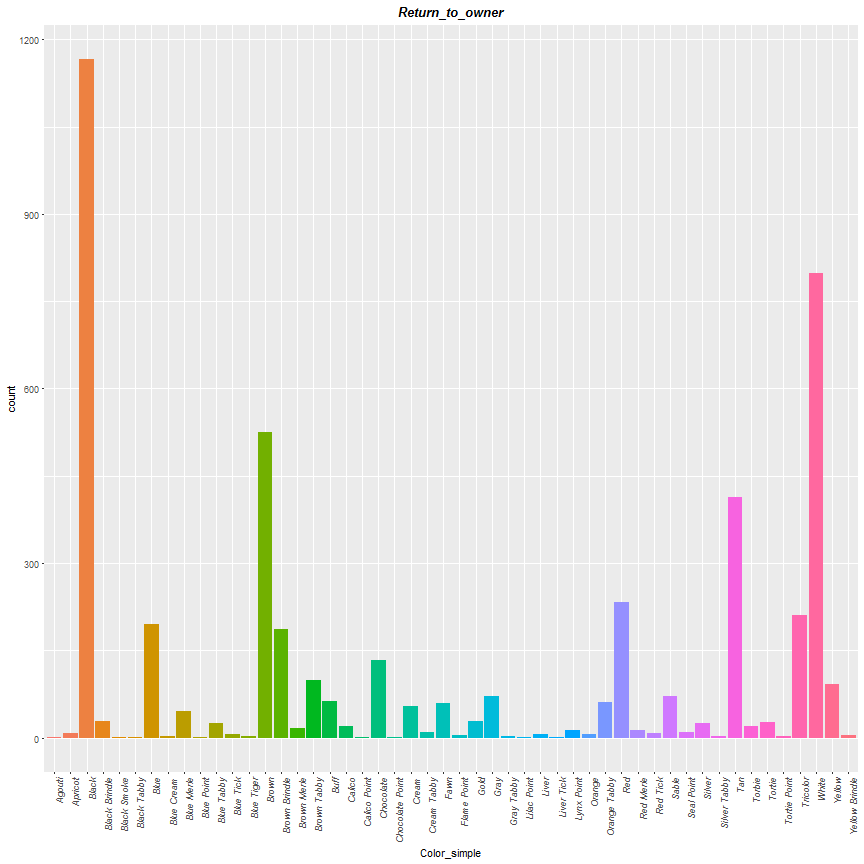 Return_to_owner
1200
900
600
300
0
count
Agouti
Apricot
Black
Black Brindle
Black Smoke
Black Tabby
Blue
Blue Cream
Blue Merle
Blue Point
Blue Tabby
Blue Tick
Blue Tiger
Brown
Brown Brindle
Brown Merle
Brown Tabby
Buff
Calico
Calico Point
Chocolate
Chocolate Point
Cream
Cream Tabby
Fawn
Flame Point
Gold
Gray
Gray Tabby
Lilac Point
Liver
Liver Tick
Lynx Point
Orange
Orange Tabby
Red
Red Merle
Red Tick
Sable
Seal Point
Silver
Silver Tabby
Tan
Torbie
Tortie
Tortie Point
Tricolor
White
Yellow
Yellow Brindle
Color_simple